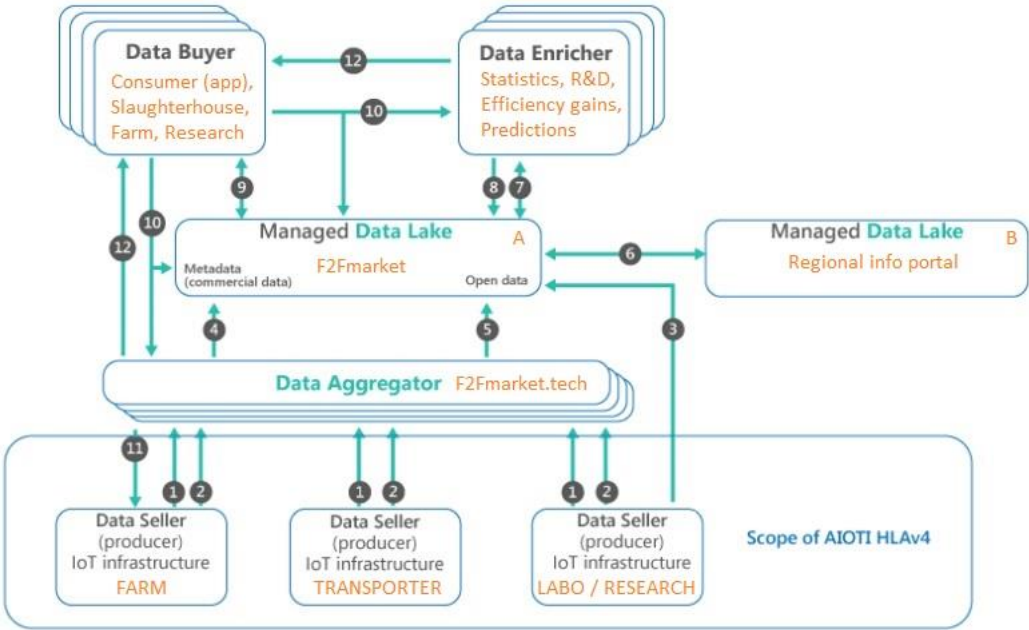 Data Buyer
Consumer (app),
Slaughterhouse,
Farm, Research
12
10
Data Enricher
Statistics, R&D,
Efficiency gains,
Predictions
12
10
9
8
7
Managed Data Lake
A
F2Fmarket
Metadata
(commercial data)
Open data
6
Managed Data Lake
B
Regional info portal
4
5
3
Data Aggregator F2Fmarket.tech
11
1
2
1
2
1
2
Data Seller
(producer)
IoT infrastructure
FARM
Data Seller
(producer)
IoT infrastructure
TRANSPORTER
Data Seller
(producer)
IoT infrastructure
LABO / RESEARCH
Scope of AIOTI HLAv4